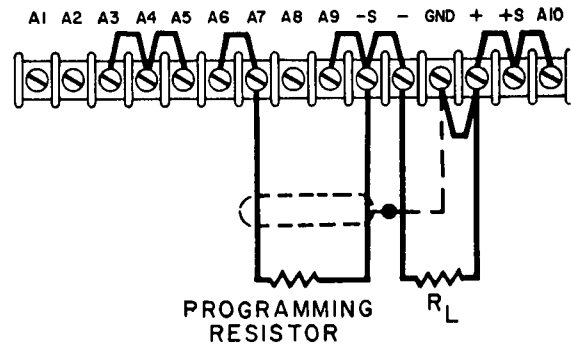 A1 A2 A3 A4 A5 A6 A7 A8 A9 -S - GND + +S A10
PROGRAMMING
RESISTOR
RL